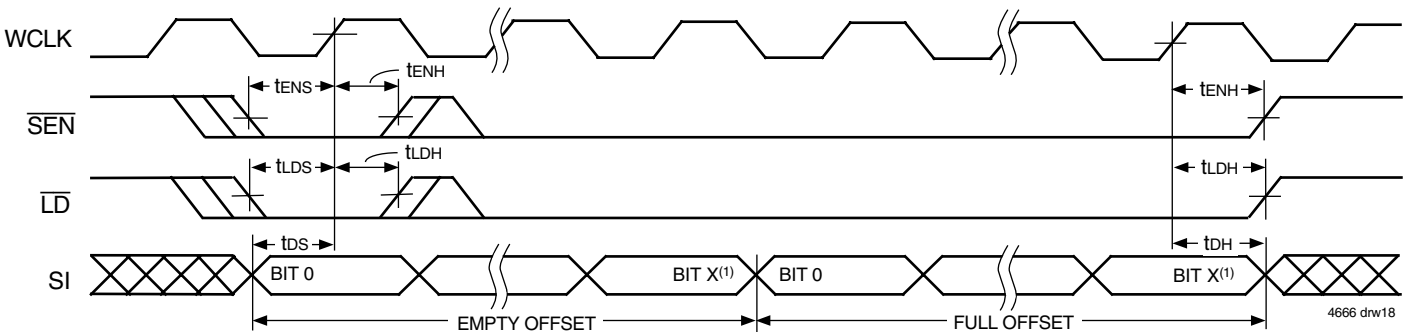 WCLK
tENS
tENH
tENH
SEN
tLDS
tLDH
tLDH
LD
tDS
tDH
SI
BIT 0
BIT X(1)
BIT 0
BIT X(1)
EMPTY OFFSET
FULL OFFSET
4666 drw18